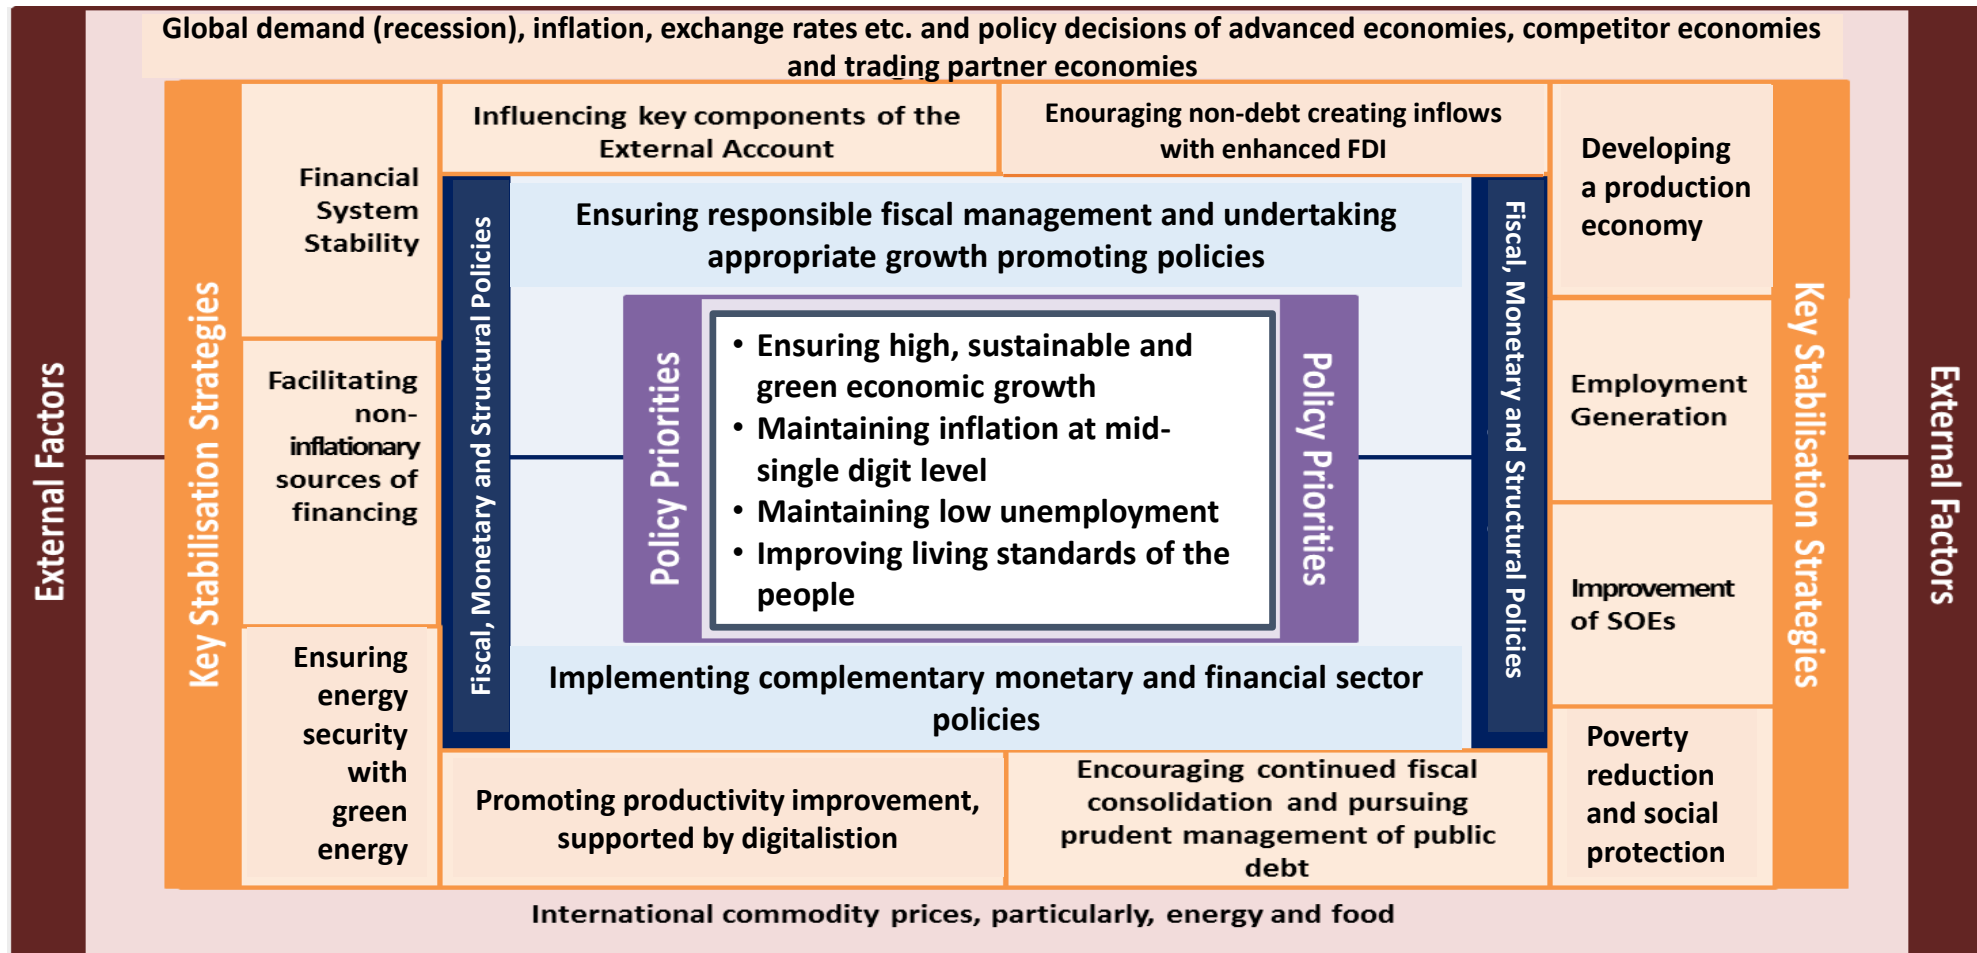 Global demand (recession), inflation, exchange rates etc. and policy decisions of advanced economies, competitor economies
and trading partner economies
External Factors
Key Stabilisation Strategies
Financial
System
Stability
Facilitating
non-
inflationary
sources of
financing
Ensuring
energy
security
with
green
energy
Influencing key components of the
External Account
Enouraging non-debt creating inflows
with enhanced FDI
Fiscal, Monetary and Structural Policies
Ensuring responsible fiscal management and undertaking
appropriate growth promoting policies
Policy Priorities
• Ensuring high, sustainable and
green economic growth
• Maintaining inflation at mid-
single digit level
• Maintaining low unemployment
• Improving living standards of the
people
Policy Priorities
Implementing complementary monetary and financial sector
policies
Fiscal, Monetary and Structural Policies
Promoting productivity improvement,
supported by digitalistion
Encouraging continued fiscal
consolidation and pursuing
prudent management of public
debt
Developing
a production
economy
Employment
Generation
Improvement
of SOEs
Poverty
reduction
and social
protection
Key Stabilisation Strategies
External Factors
International commodity prices, particularly, energy and food